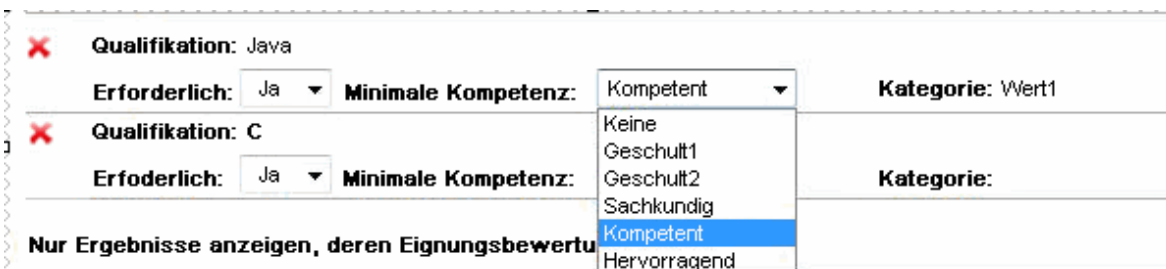 Qualifikation: Java
Erforderlich: Ja Minimale Kompetenz: Kompetent Kategorie: Wert1
Keine
Qualifikation: C
Geschult1
Erfoderlich: Ja Minimale Kompetenz: Geschult2 Kategorie:
Sachkundig
Kompetent
Nur Ergebnisse anzeigen, deren Eignungsbewertu
Hervorragend